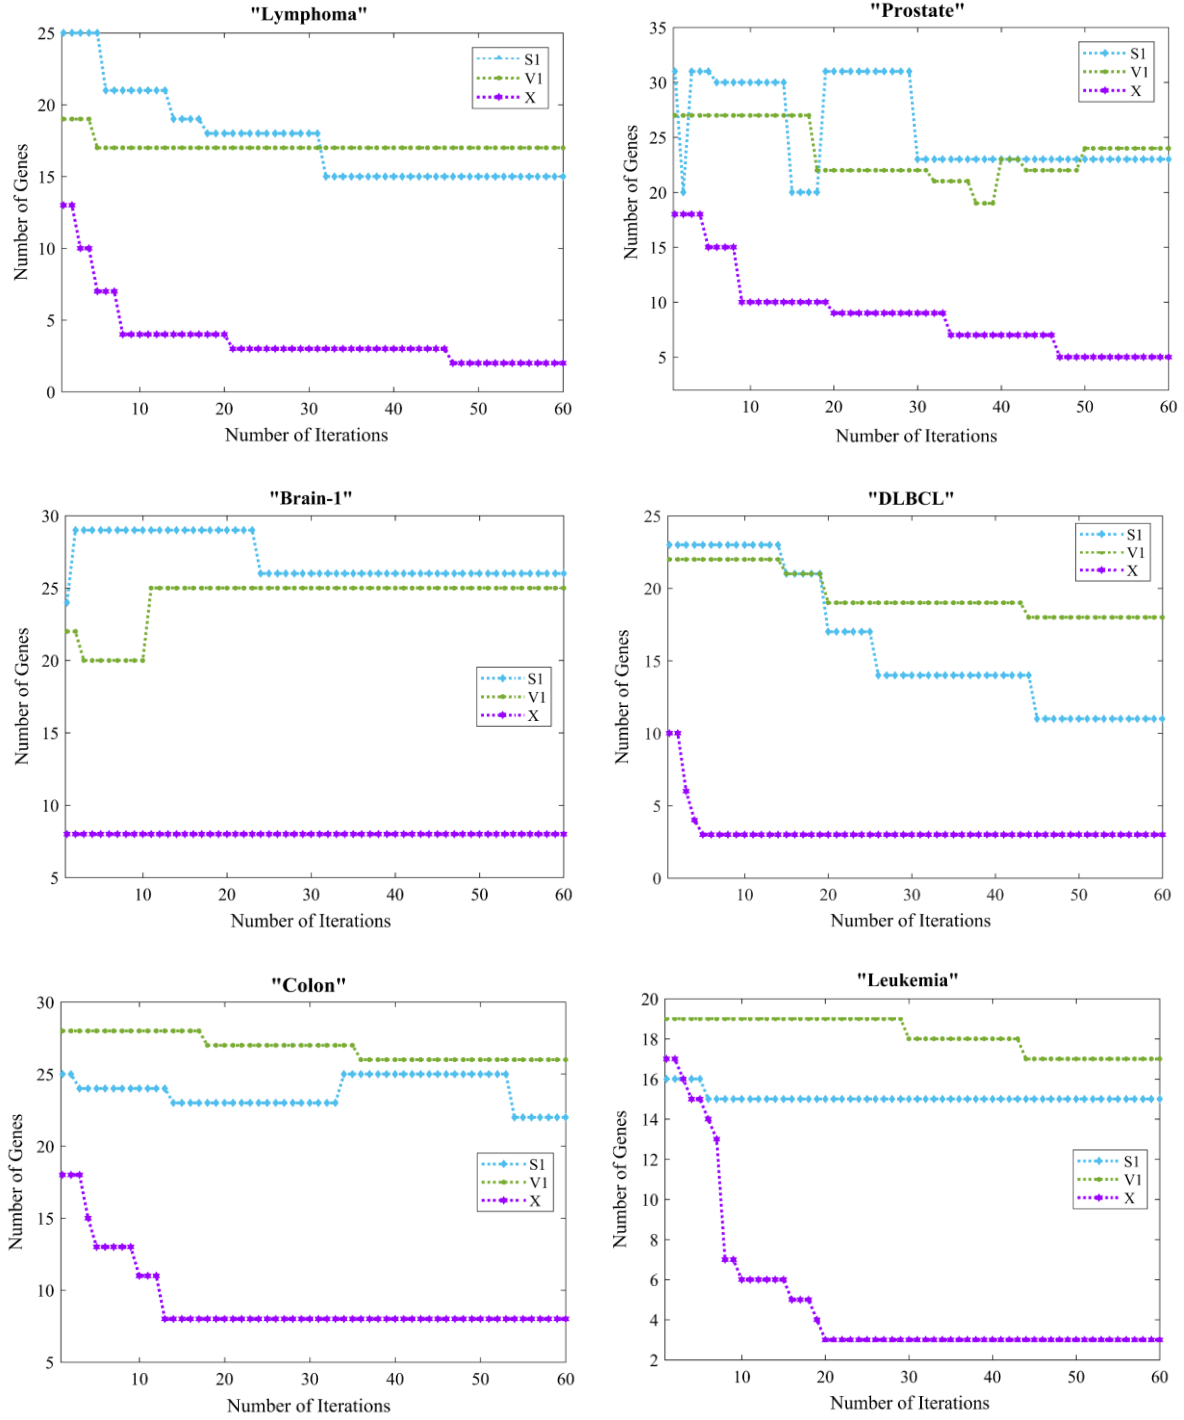 "Lymphoma"
25
20
15
10
5
0
10 20 30 40 50 60
Number of Genes
Number of Iterations
S1
V1
X
"Prostate"
35
30
25
20
15
10
5
10 20 30 40 50 60
Number of Genes
Number of Iterations
S1
V1
X
"Brain-1"
30
25
20
15
10
5
10 20 30 40 50 60
Number of Genes
Number of Iterations
S1
V1
X
"DLBCL"
25
20
15
10
5
0
10 20 30 40 50 60
Number of Genes
Number of Iterations
S1
V1
X
"Colon"
30
25
20
15
10
5
10 20 30 40 50 60
Number of Genes
Number of Iterations
S1
V1
X
"Leukemia"
20
18
16
14
12
10
8
6
4
2
10 20 30 40 50 60
Number of Genes
Number of Iterations
S1
V1
X